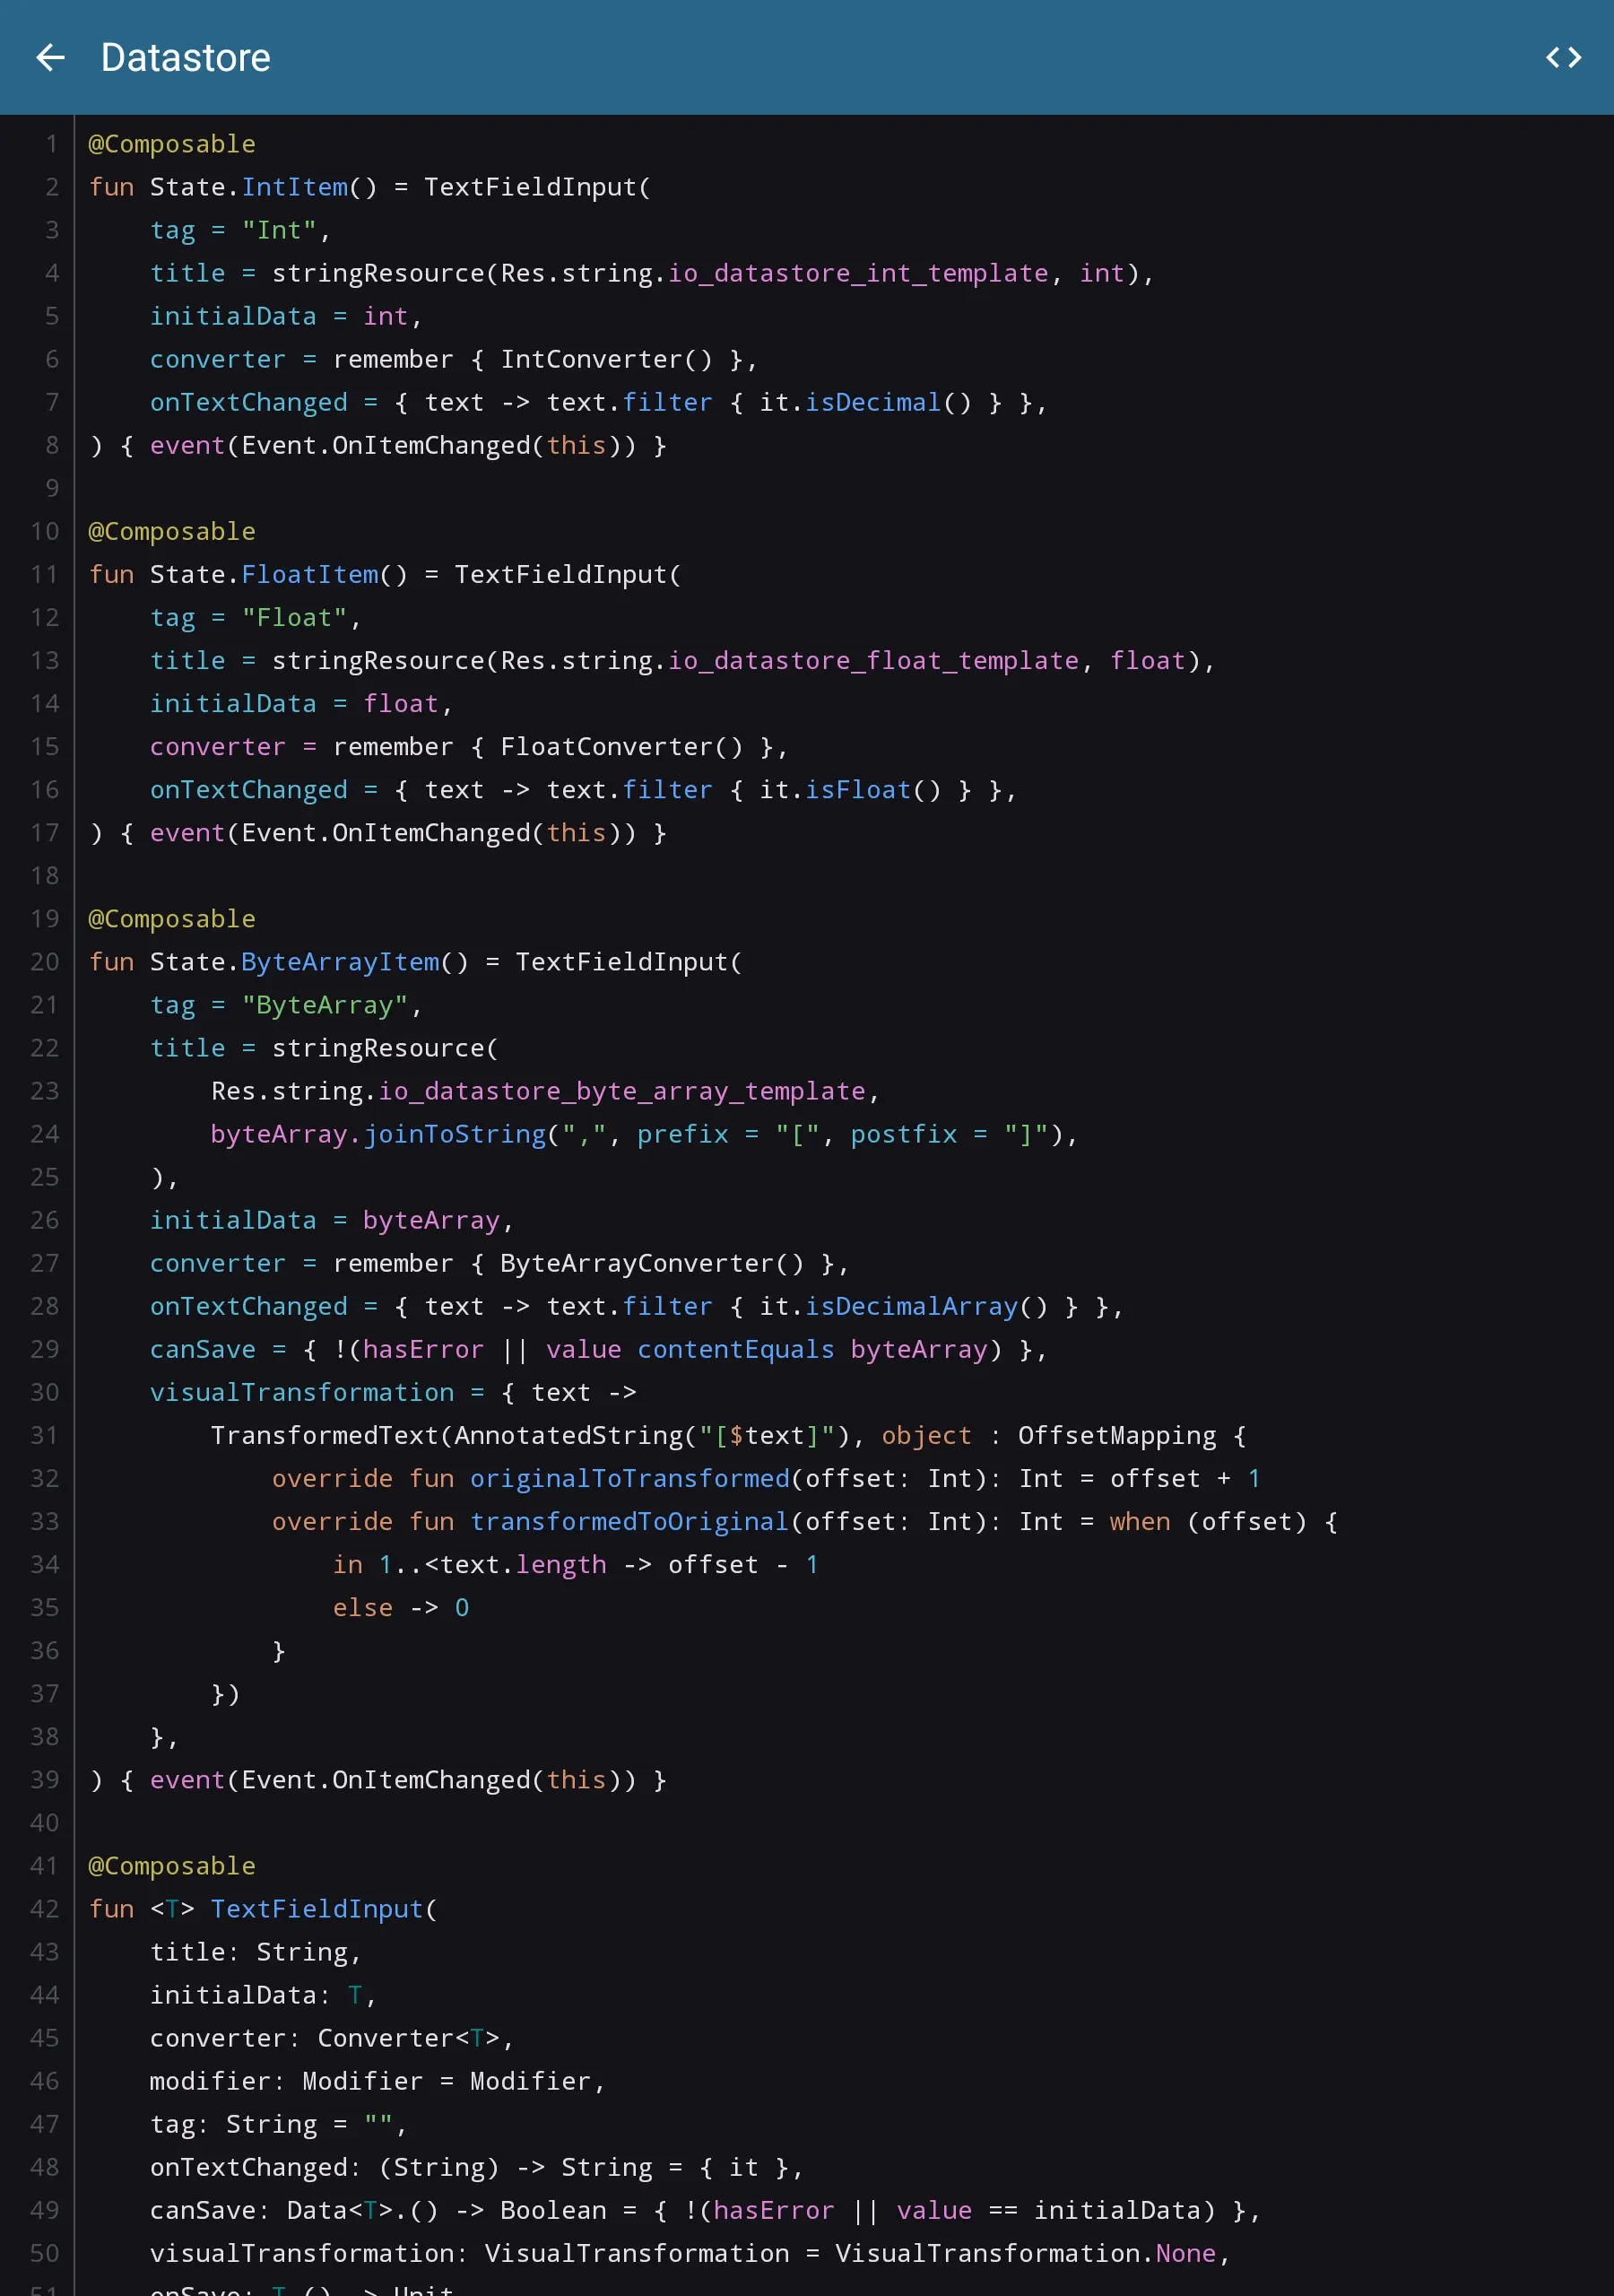 Datastore
1 @Composable
2 fun State.IntItem() = TextFieldInput(
3     tag = "Int",
4     title = stringResource(Res.string.io_datastore_int_template, int),
5     initialData = int,
6     converter = remember { IntConverter() },
7     onTextChanged = { text -> text.filter { it.isDecimal() } },
8 ) { event(Event.OnItemChanged(this)) }
9
10 @Composable
11 fun State.FloatItem() = TextFieldInput(
12     tag = "Float",
13     title = stringResource(Res.string.io_datastore_float_template, float),
14     initialData = float,
15     converter = remember { FloatConverter() },
16     onTextChanged = { text -> text.filter { it.isFloat() } },
17 ) { event(Event.OnItemChanged(this)) }
18
19 @Composable
20 fun State.ByteArrayItem() = TextFieldInput(
21     tag = "ByteArray",
22     title = stringResource(
23         Res.string.io_datastore_byte_array_template,
24         byteArray.joinToString(",", prefix = "[", postfix = "]"),
25     ),
26     initialData = byteArray,
27     converter = remember { ByteArrayConverter() },
28     onTextChanged = { text -> text.filter { it.isDecimalArray() } },
29     canSave = { !(hasError || value contentEquals byteArray) },
30     visualTransformation = { text ->
31         TransformedText(AnnotatedString("[$text]"), object : OffsetMapping {
32             override fun originalToTransformed(offset: Int): Int = offset + 1
33             override fun transformedToOriginal(offset: Int): Int = when (offset) {
34                 in 1..<text.length -> offset - 1
35                 else -> 0
36             }
37         })
38     },
39 ) { event(Event.OnItemChanged(this)) }
40
41 @Composable
42 fun <T> TextFieldInput(
43     title: String,
44     initialData: T,
45     converter: Converter<T>,
46     modifier: Modifier = Modifier,
47     tag: String = "",
48     onTextChanged: (String) -> String = { it },
49     canSave: Data<T>.() -> Boolean = { !(hasError || value == initialData) },
50     visualTransformation: VisualTransformation = VisualTransformation.None,
51     onSave: T.() -> Unit